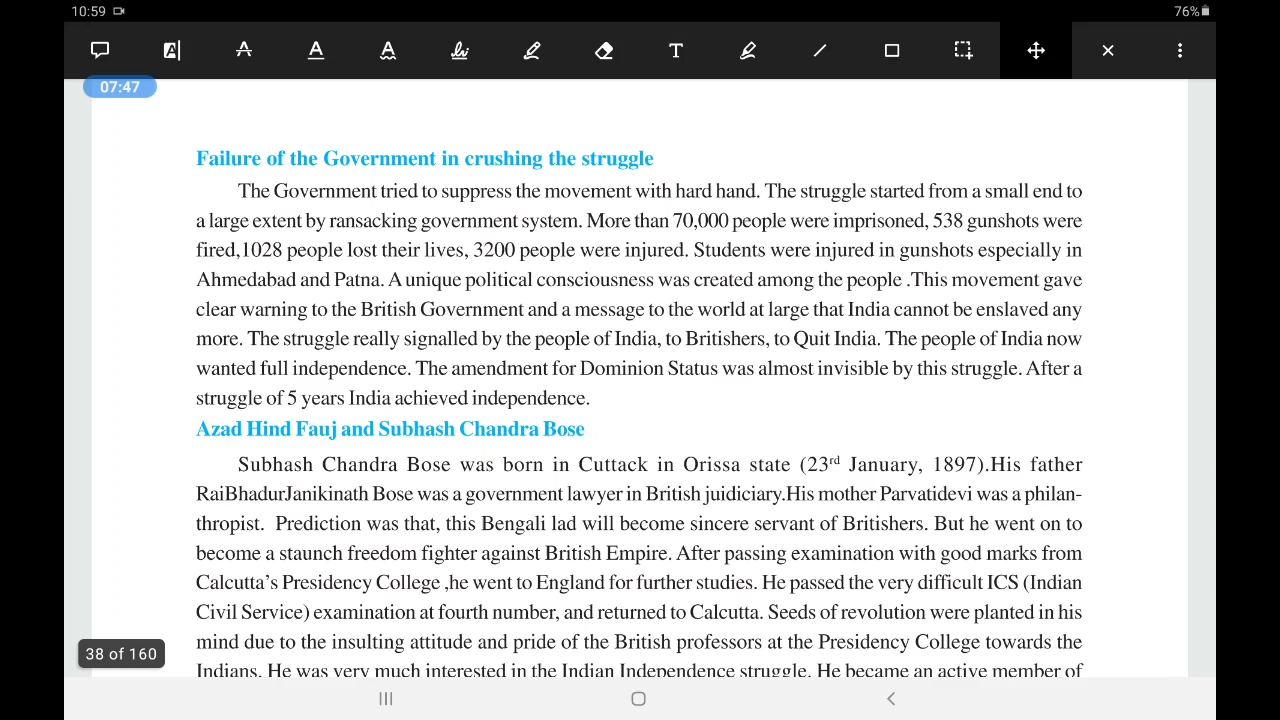 10:59
76%
07:47
Failure of the Government in crushing the struggle
The Government tried to suppress the movement with hard hand. The struggle started from a small end to
a large extent by ransacking government system. More than 70,000 people were imprisoned, 538 gunshots were
fired,1028 people lost their lives, 3200 people were injured. Students were injured in gunshots especially in
Ahmedabad and Patna. A unique political consciousness was created among the people .This movement gave
clear warning to the British Government and a message to the world at large that India cannot be enslaved any
more. The struggle really signalled by the people of India, to Britishers, to Quit India. The people of India now
wanted full independence. The amendment for Dominion Status was almost invisible by this struggle. After a
struggle of 5 years India achieved independence.
Azad Hind Fauj and Subhash Chandra Bose
Subhash Chandra Bose was born in Cuttack in Orissa state (23rd January, 1897).His father
RaiBhadurJanikinath Bose was a government lawyer in British juidiciary.His mother Parvatidevi was a philan-
thropist. Prediction was that, this Bengali lad will become sincere servant of Britishers. But he went on to
become a staunch freedom fighter against British Empire. After passing examination with good marks from
Calcutta's Presidency College ,he went to England for further studies. He passed the very difficult ICS (Indian
Civil Service) examination at fourth number, and returned to Calcutta. Seeds of revolution were planted in his
mind due to the insulting attitude and pride of the British professors at the Presidency College towards the
Indians. He was very much interested in the Indian Independence struggle. He became an active member of
38 of 160